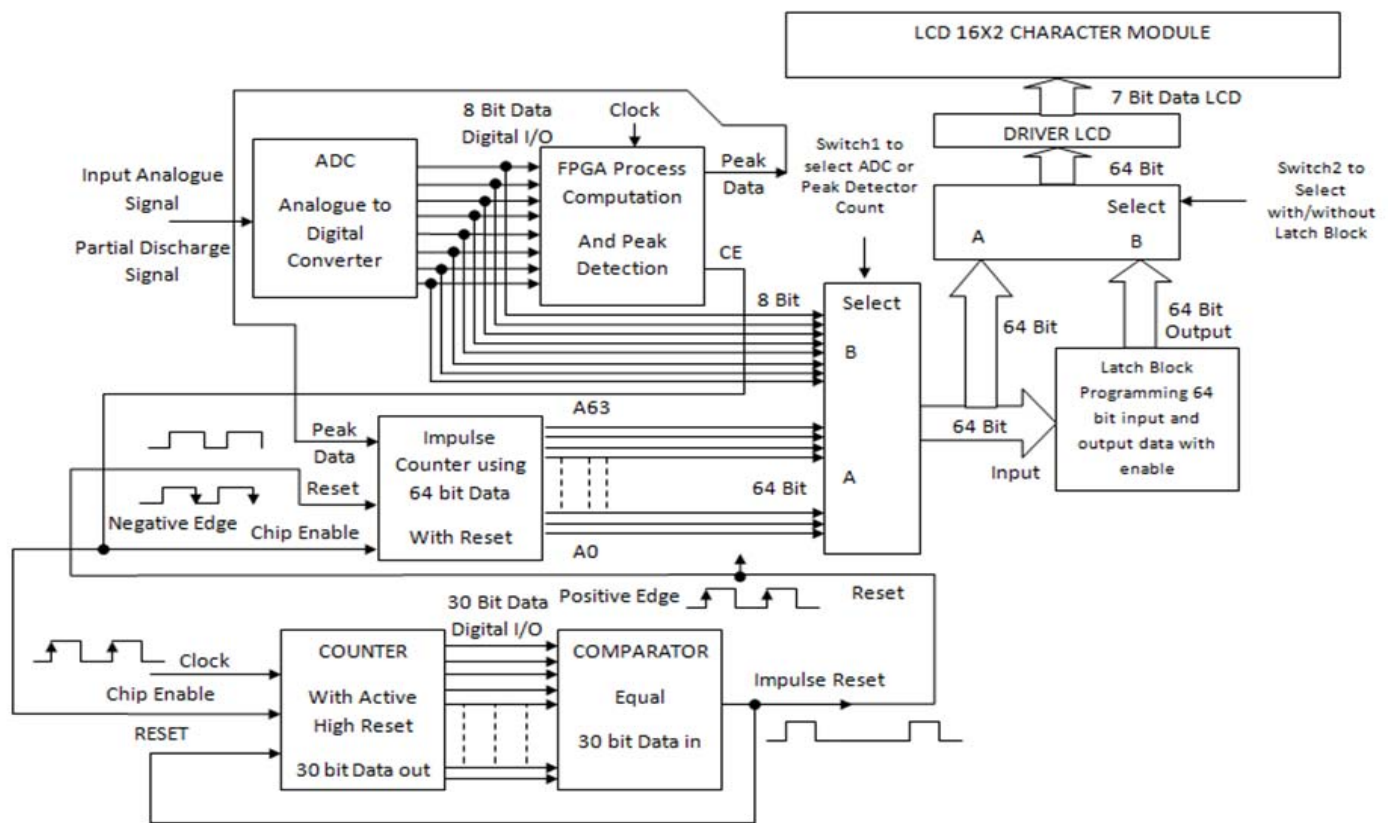 LCD 16X2 CHARACTER MODULE
7 Bit Data LCD
DRIVER LCD
64 Bit
Switch2 to
Select
with/without
Latch Block
Select
A
B
64 Bit
64 Bit
Output
Latch Block
Programming 64
bit input and
output data with
enable
64 Bit
Input
8 Bit Data
Digital I/O
Clock
Switch1 to
select ADC or
Peak Detector
Count
Input Analogue
Signal
Partial Discharge
Signal
ADC
Analogue to
Digital
Converter
FPGA Process
Computation
And Peak
Detection
Peak
Data
CE
8 Bit
Select
B
A
A63
64 Bit
A0
Peak
Data
Reset
Negative Edge
Chip Enable
Impulse
Counter using
64 bit Data
With Reset
Positive Edge
Reset
30 Bit Data
Digital I/O
Clock
Chip Enable
RESET
COUNTER
With Active
High Reset
30 bit Data out
COMPARATOR
Equal
30 bit Data in
Impulse Reset